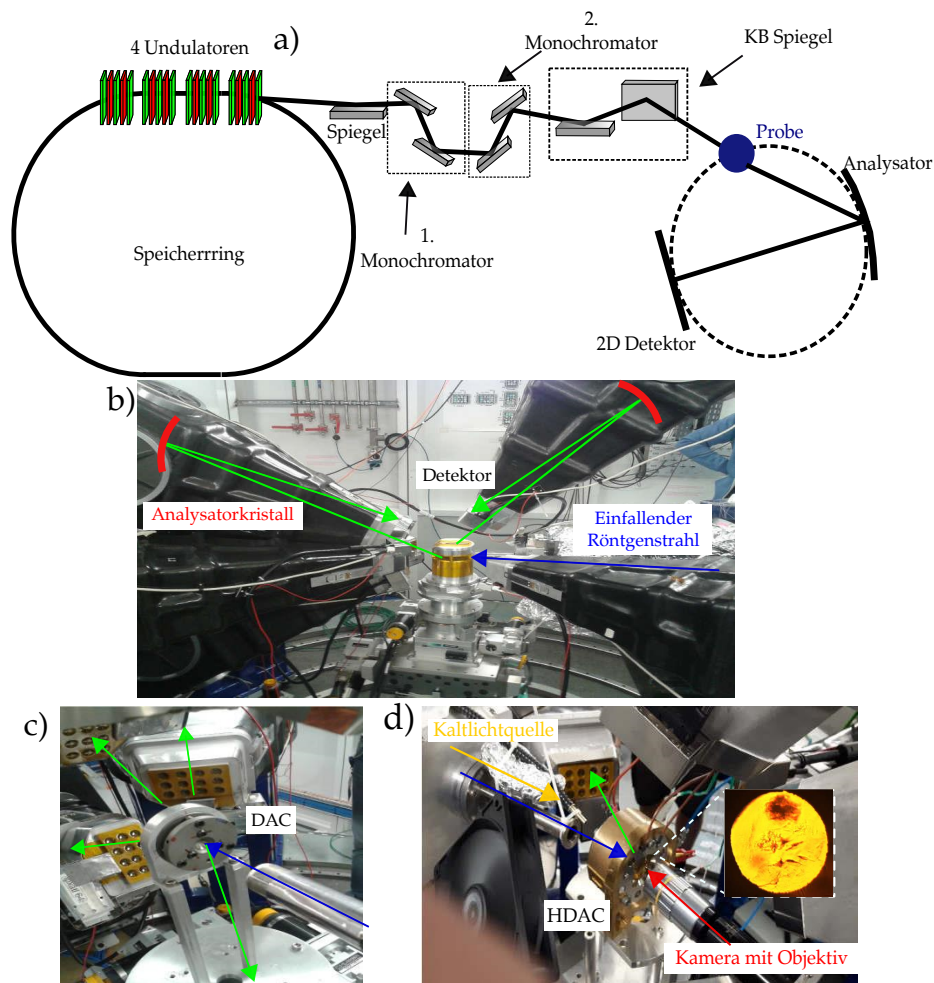 a)
4 Undulatoren
2.
Monochromator
KB Spiegel
Spiegel
Probe
Analysator
1.
Monochromator
Speicherrring
2D Detektor
b)
Detektor
Analysatorkristall
Einfallender
Röntgenstrahl
c)
DAC
d)
Kaltlichtquelle
HDAC
Kamera mit Objektiv